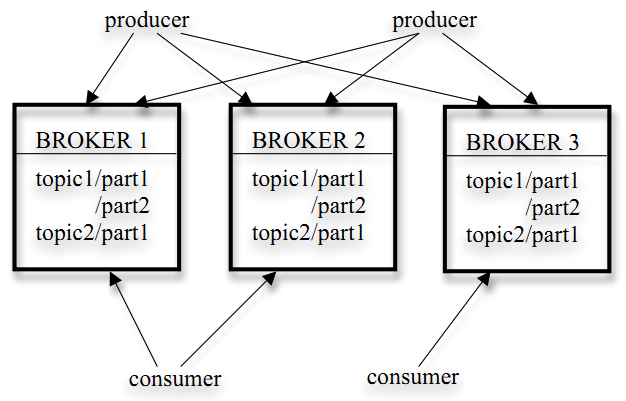 producer
producer
BROKER 1
topic1/part1
/part2
topic2/part1
BROKER 2
topic1/part1
/part2
topic2/part1
BROKER 3
topic1/part1
/part2
topic2/part1
consumer
consumer